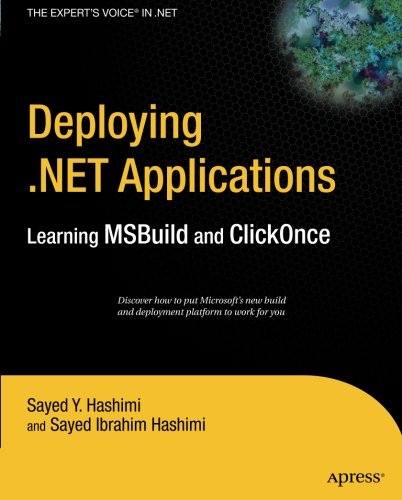 THE EXPERT'S VOICE® IN .NET
Deploying
.NET Applications
Learning MSBuild and ClickOnce
Discover how to put Microsoft's new build
and deployment platform to work for you
Sayed Y. Hashimi
and Sayed Ibrahim Hashimi
Apress®